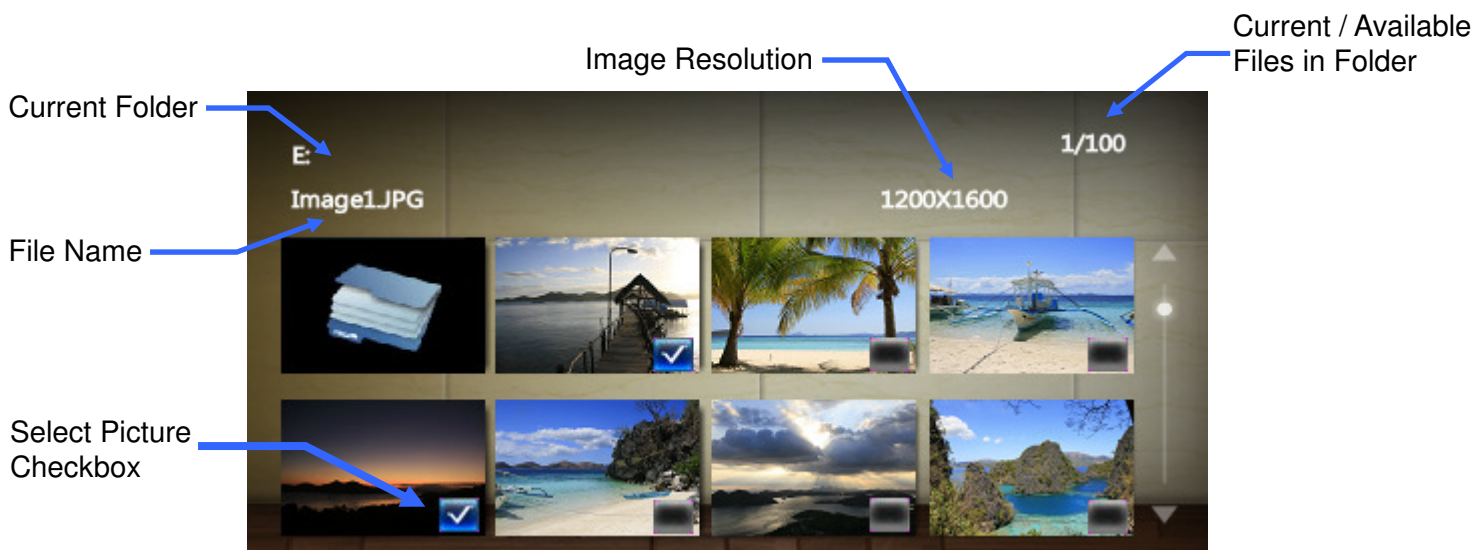 Current / Available
Files in Folder
Image Resolution
Current Folder
1/100
E:
Image1.JPG
1200X1600
File Name
Select Picture
Checkbox